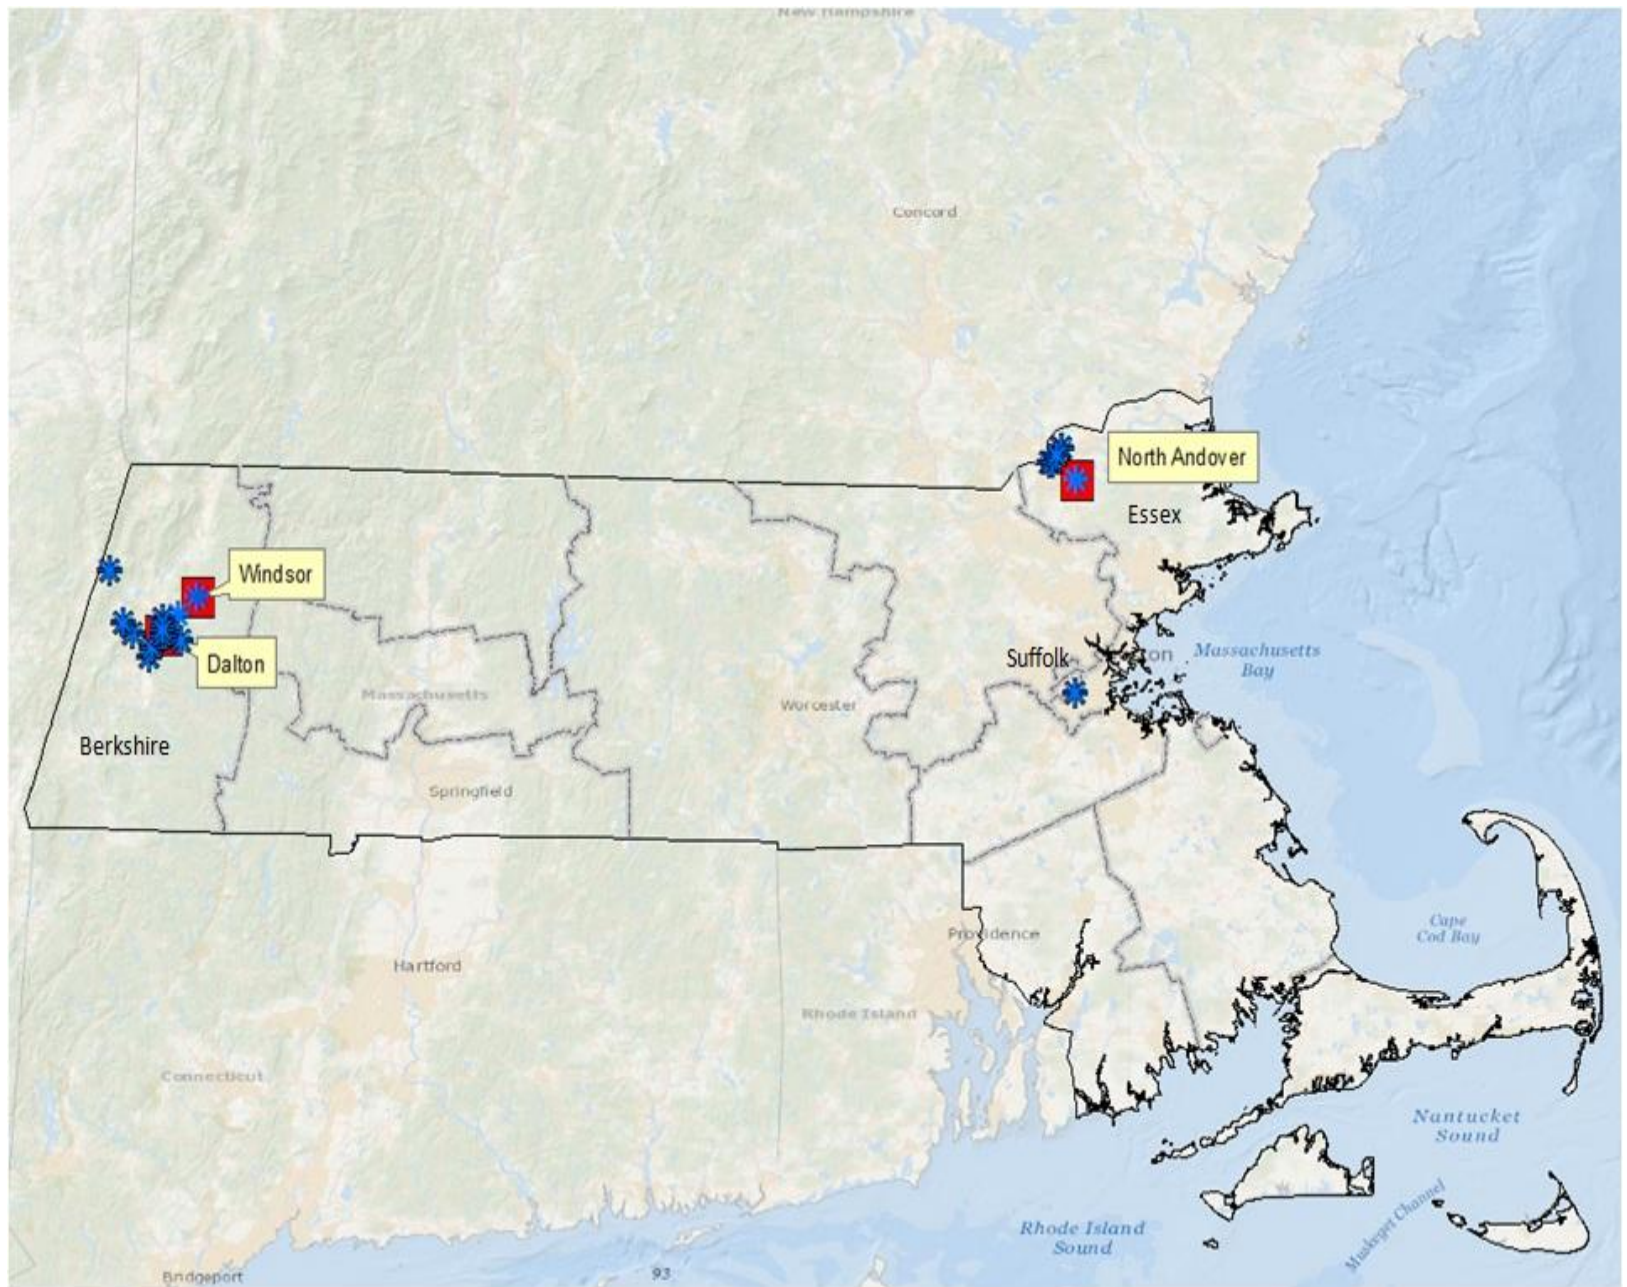 New Hampshire
Concord
North Andover
Essex
Windsor
Dalton
Suffolk
ton
Massachusetts
Bay
Massachusetts
Worcester
Berkshire
Springfield
Cape
Cod Bay
Providence
Hartford
Rhode Island
Connecticut
Nantucket
Sound
Muskeget Channel
Rhode Island
Sound
Bridgeport
93